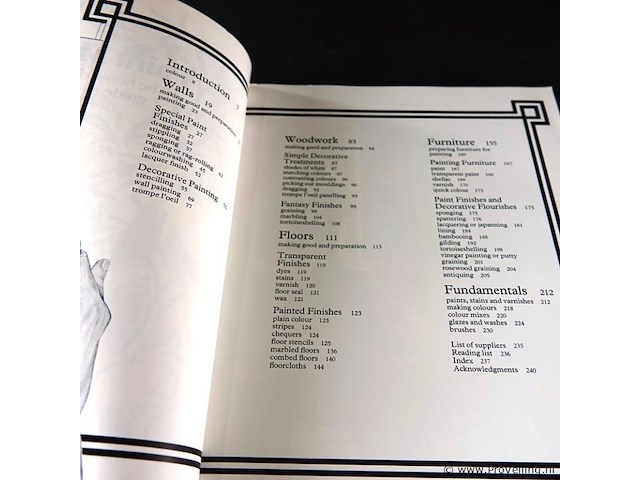 Introduction 7
colour 8
Walls 19
making good and preparation
painting 23
Special Paint
Finishes 27
dragging 27
stippling 32
sponging 37
ragging or rag-rolling 42
colourwashing 45
lacquer finish 52
Decorative Painting
stencilling 55
wall painting 69
trompe l'oeil 77
Woodwork 83
making good and preparation 84
Simple Decorative
Treatments 87
shades of white 87
matching colours 87
contrasting colours 90
picking out mouldings 90
dragging 92
trompe l'oeil panelling 93
Fantasy Finishes 99
graining 99
marbling 104
tortoiseshelling 108
Floors 111
making good and preparation 113
Transparent
Finishes 119
dyes 119
stains 119
varnish 120
floor seal 121
wax 121
Painted Finishes 123
plain colour 123
stripes 124
chequers 124
floor stencils 125
marbled floors 136
combed floors 140
floorcloths 144
Furniture 155
preparing furniture for
painting 160
Painting Furniture 167
paint 167
transparent paint 168
shellac 169
varnish 170
quick colour 173
Paint Finishes and
Decorative Flourishes 175
sponging 175
spattering 176
lacquering or japanning 181
lining 184
bambooing 188
gilding 192
tortoiseshelling 198
vinegar painting or putty
graining 201
rosewood graining 204
antiquing 205
Fundamentals 212
paints, stains and varnishes 212
making colours 218
colour mixes 220
glazes and washes 224
brushes 230
List of suppliers 235
Reading list 236
Index 237
Acknowledgments 240
© www.ProVeiling.nl